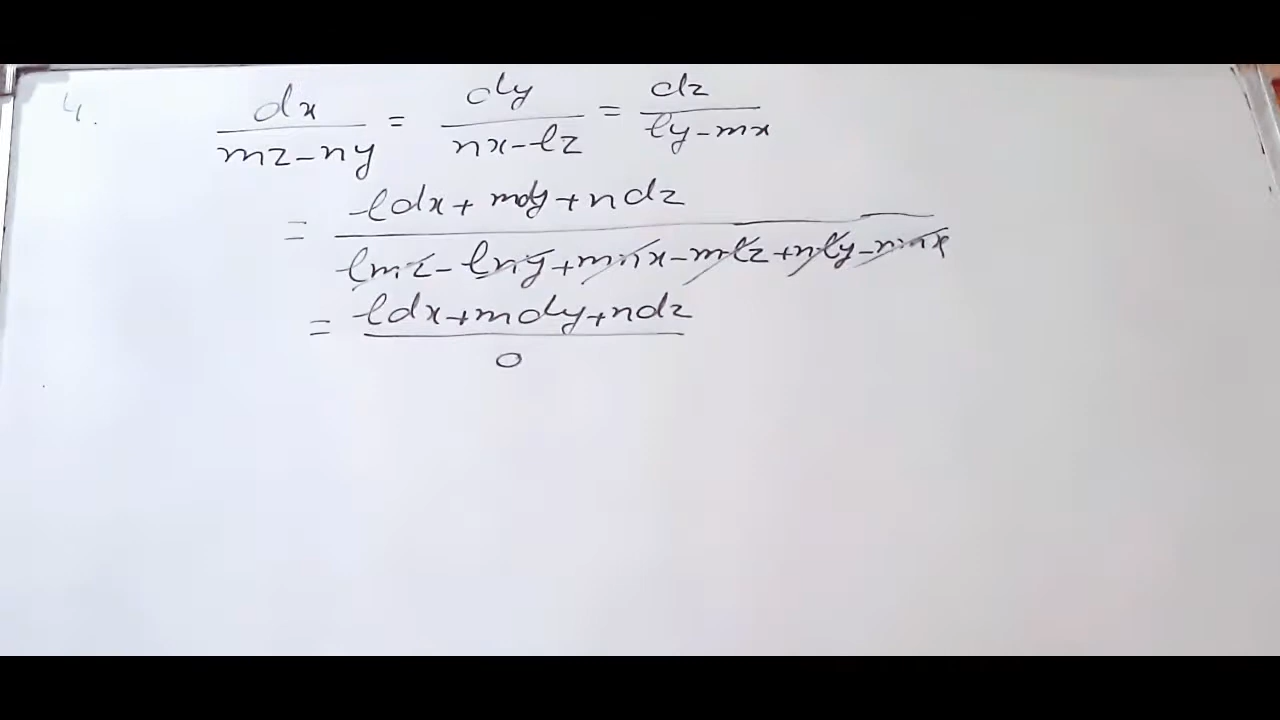 4.
dx/(mz-ny) = dy/(nx-lz) = dz/(ly-mx)
= (ldx + mdy + ndz)/(lmz - lny + mnx - mlz + nly - nmx)
= (ldx + mdy + ndz)/0